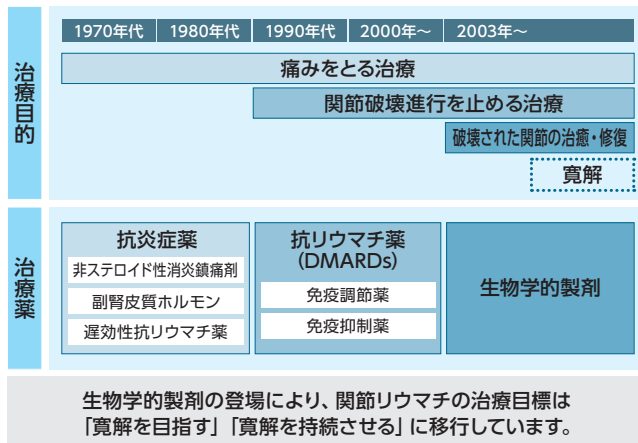 1970年代
1980年代
1990年代
2000年～
2003年～
治療目的
痛みをとる治療
関節破壊進行を止める治療
破壊された関節の治癒・修復
寛解
治療薬
抗炎症薬
非ステロイド性消炎鎮痛剤
副腎皮質ホルモン
遅効性抗リウマチ薬
抗リウマチ薬
(DMARDs)
免疫調節薬
免疫抑制薬
生物学的製剤
生物学的製剤の登場により、関節リウマチの治療目標は
「寛解を目指す」「寛解を持続させる」に移行しています。